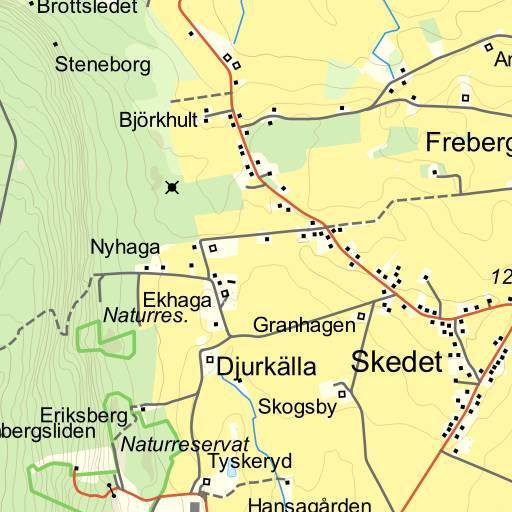 Brottsledet
Steneborg
Björkhult
Freberg
Nyhaga
12
Ekhaga
Naturres.
Granhagen
Skedet
Djurkälla
Skogsby
Eriksberg
bergsliden
Naturreservat
Tyskeryd
Hansagården